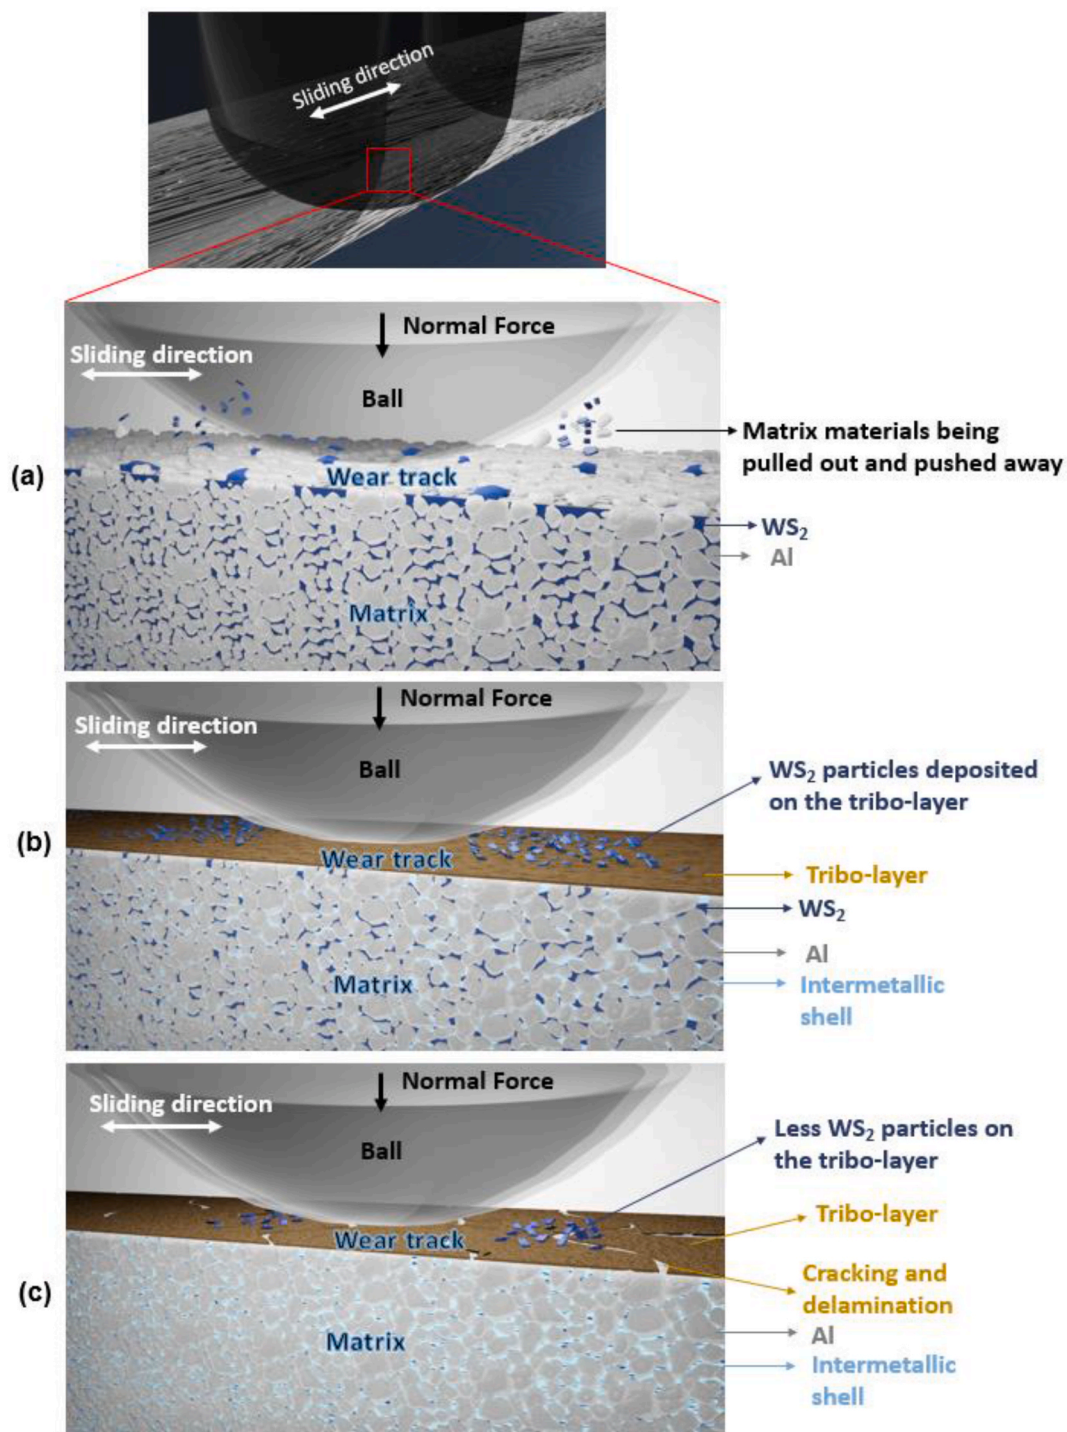 Sliding direction
Normal Force
Sliding direction
Ball
Matrix materials being
pulled out and pushed away
(a)
Wear track
WS₂
Al
Matrix
Normal Force
Sliding direction
Ball
WS₂ particles deposited
on the tribo-layer
(b)
Wear track
Tribo-layer
WS₂
Al
Matrix
Intermetallic
shell
Normal Force
Sliding direction
Ball
Less WS₂ particles on
the tribo-layer
Tribo-layer
Wear track
Cracking and
delamination
(c)
Al
Matrix
Intermetallic
shell